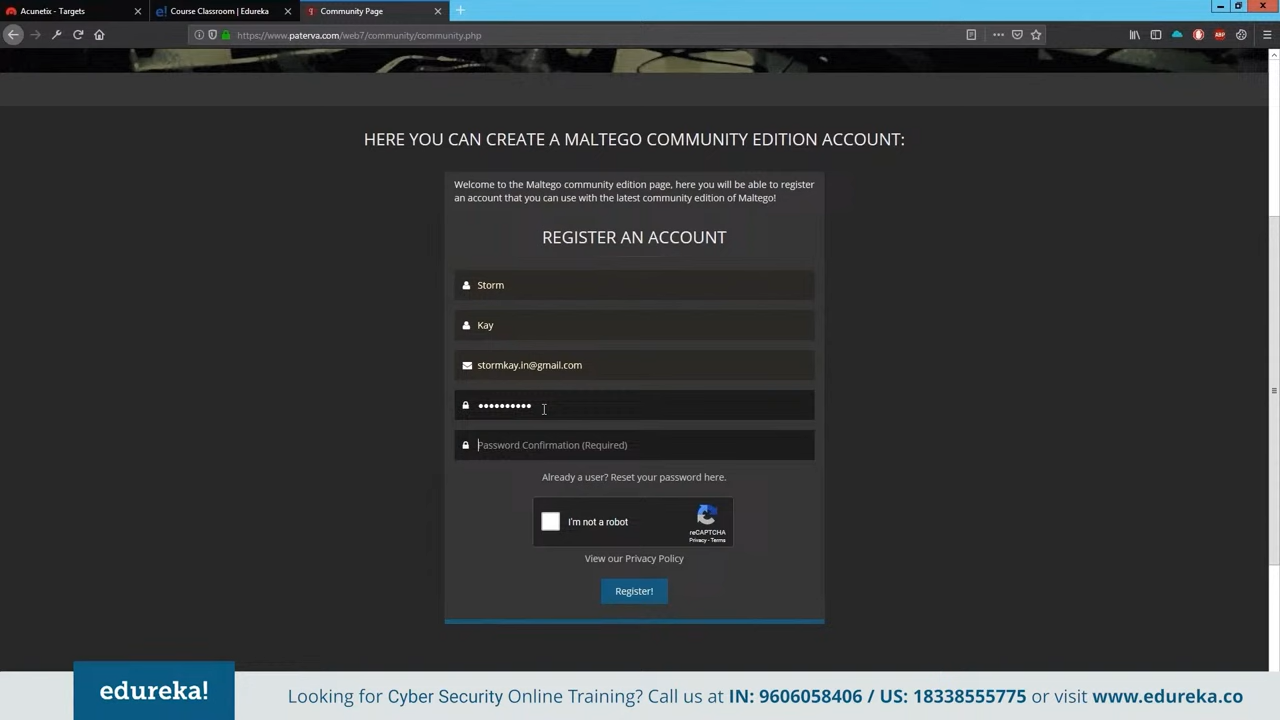 Acunetix - Targets
Course Classroom | Edureka
Community Page
https://www.paterva.com/web7/community/community.php
HERE YOU CAN CREATE A MALTEGO COMMUNITY EDITION ACCOUNT:
Welcome to the Maltego community edition page, here you will be able to register
an account that you can use with the latest community edition of Maltego!
REGISTER AN ACCOUNT
Storm
Kay
stormkay.in@gmail.com
••••••••••
Password Confirmation (Required)
Already a user? Reset your password here.
I'm not a robot
reCAPTCHA
Privacy - Terms
View our Privacy Policy
Register!
edureka!
Looking for Cyber Security Online Training? Call us at IN: 9606058406 / US: 18338555775 or visit www.edureka.co